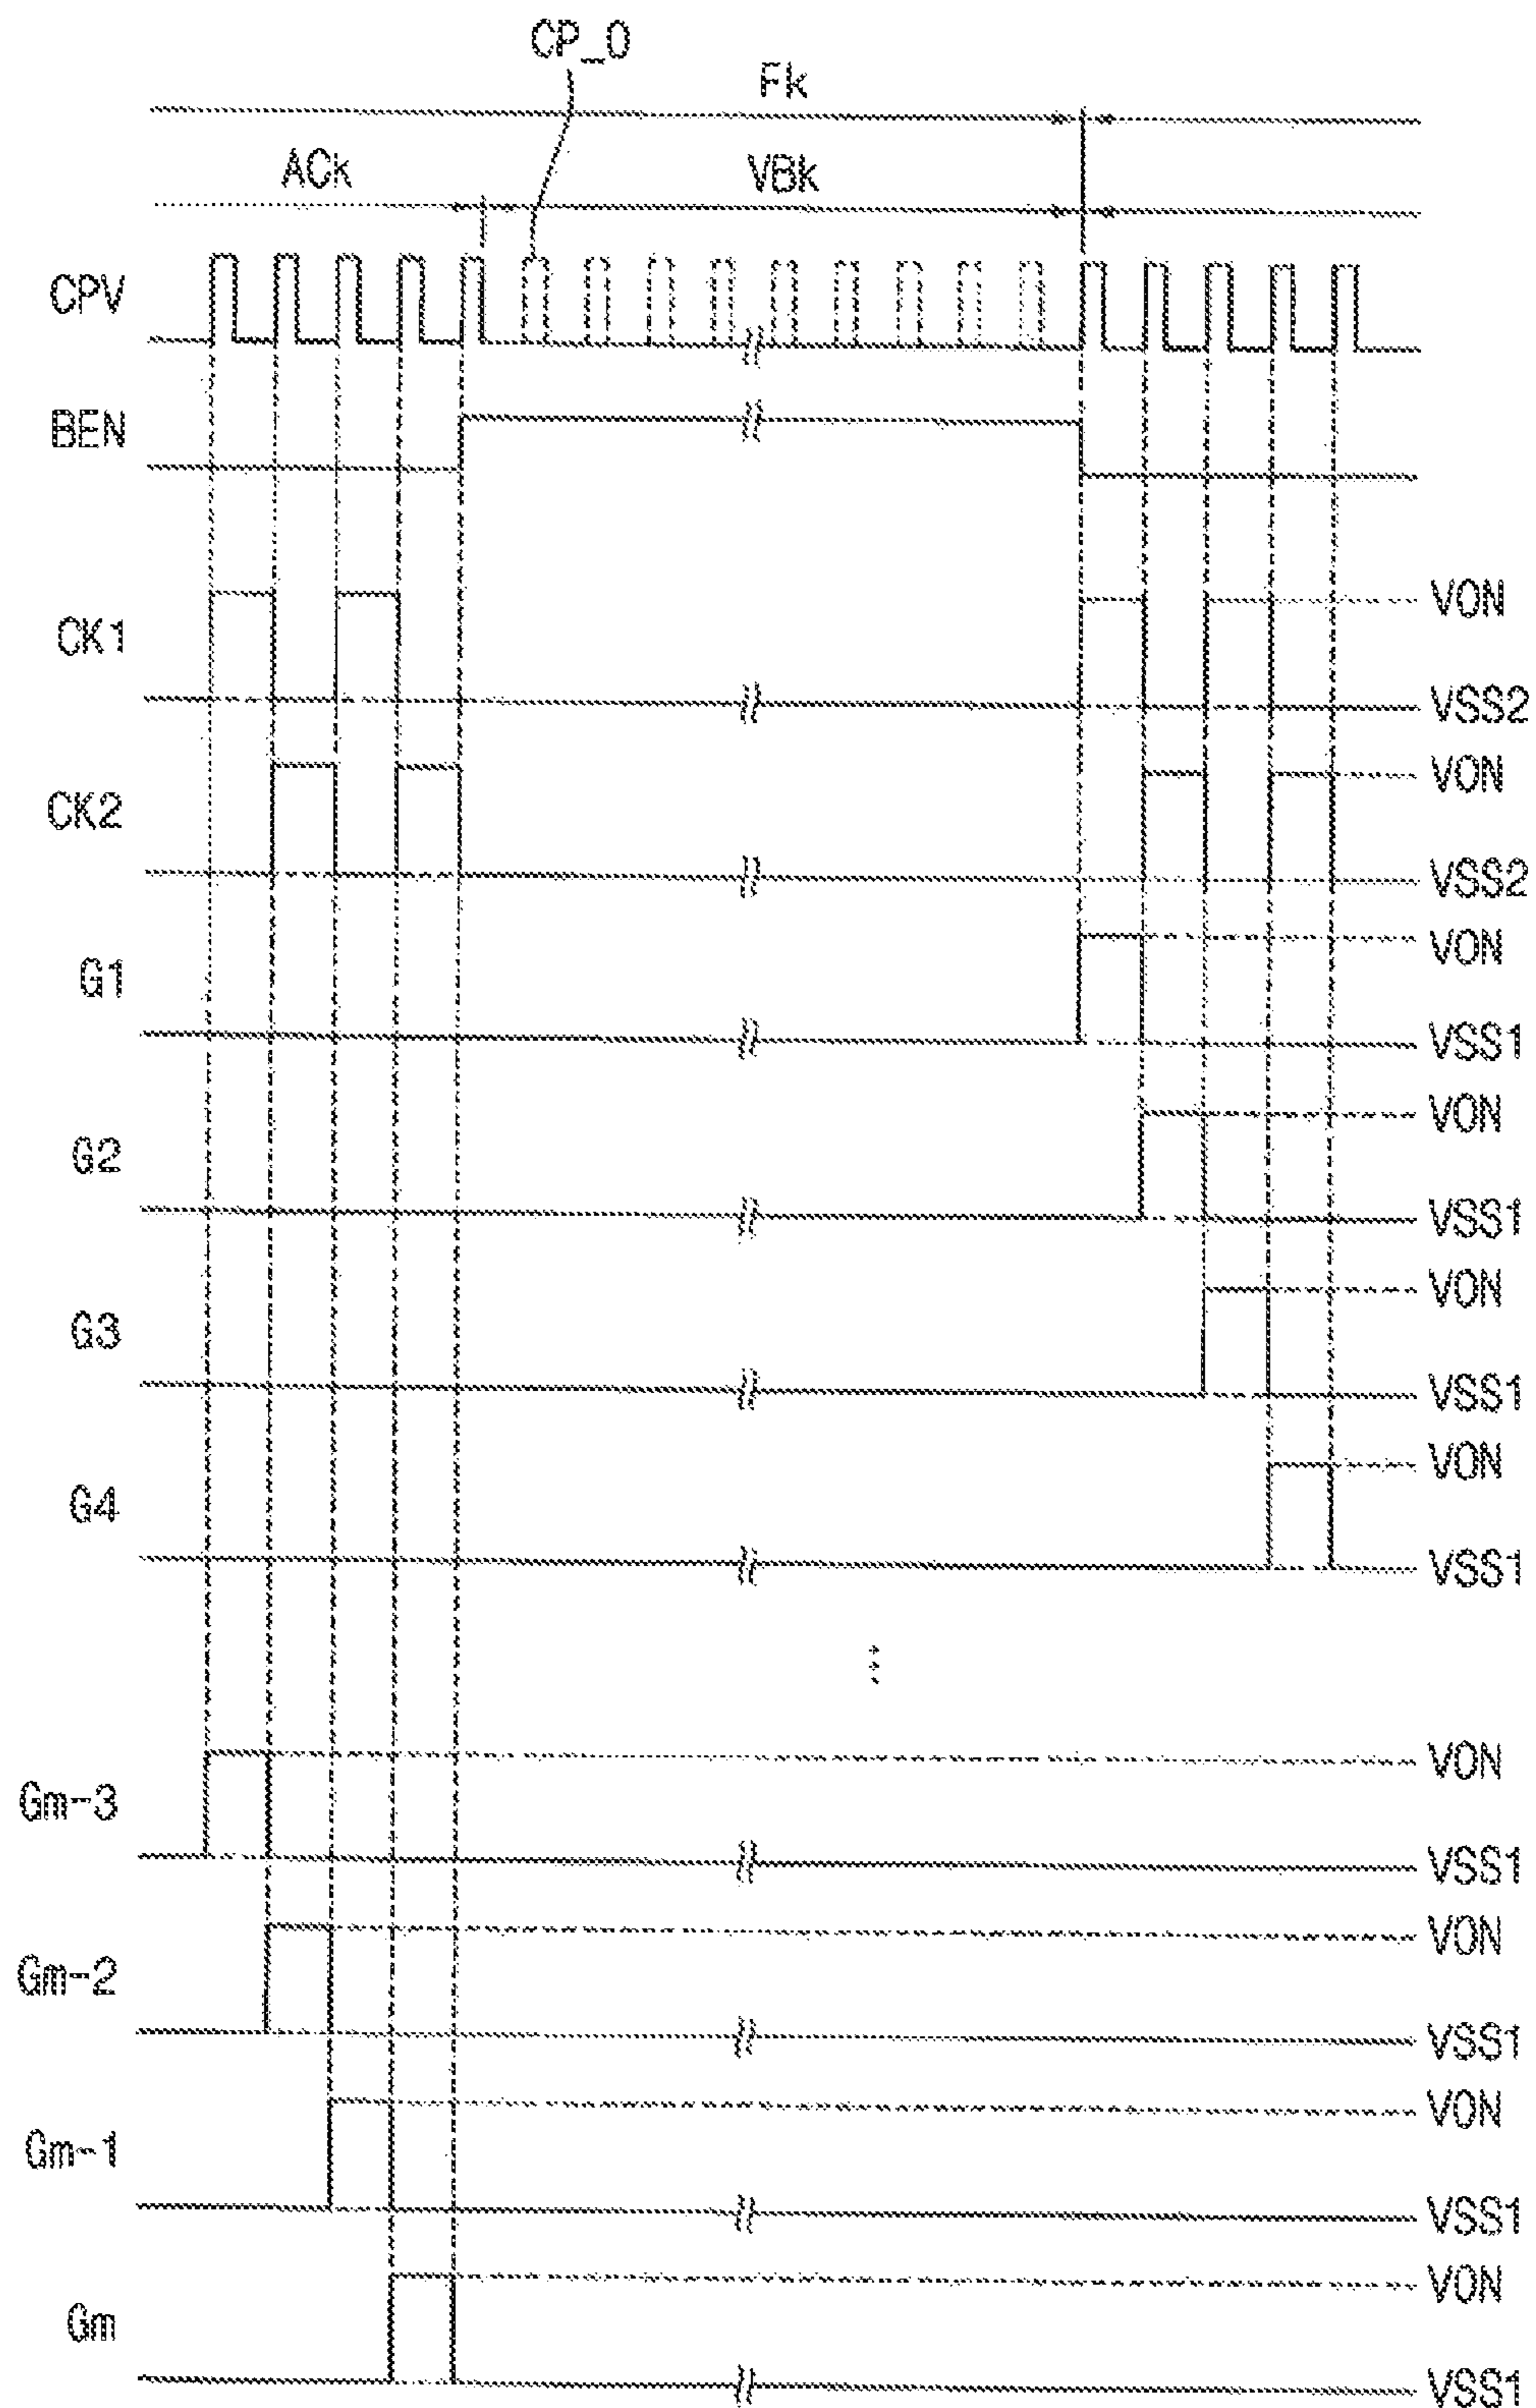 CP_O
Fk
ACk
VBk
CPV
BEN
CK1
VON
VSS2
CK2
VON
VSS2
G1
VON
VSS1
G2
VON
VSS1
G3
VON
VSS1
G4
VON
VSS1
Gm-3
VON
VSS1
Gm-2
VON
VSS1
Gm-1
VON
VSS1
Gm
VON
VSS1